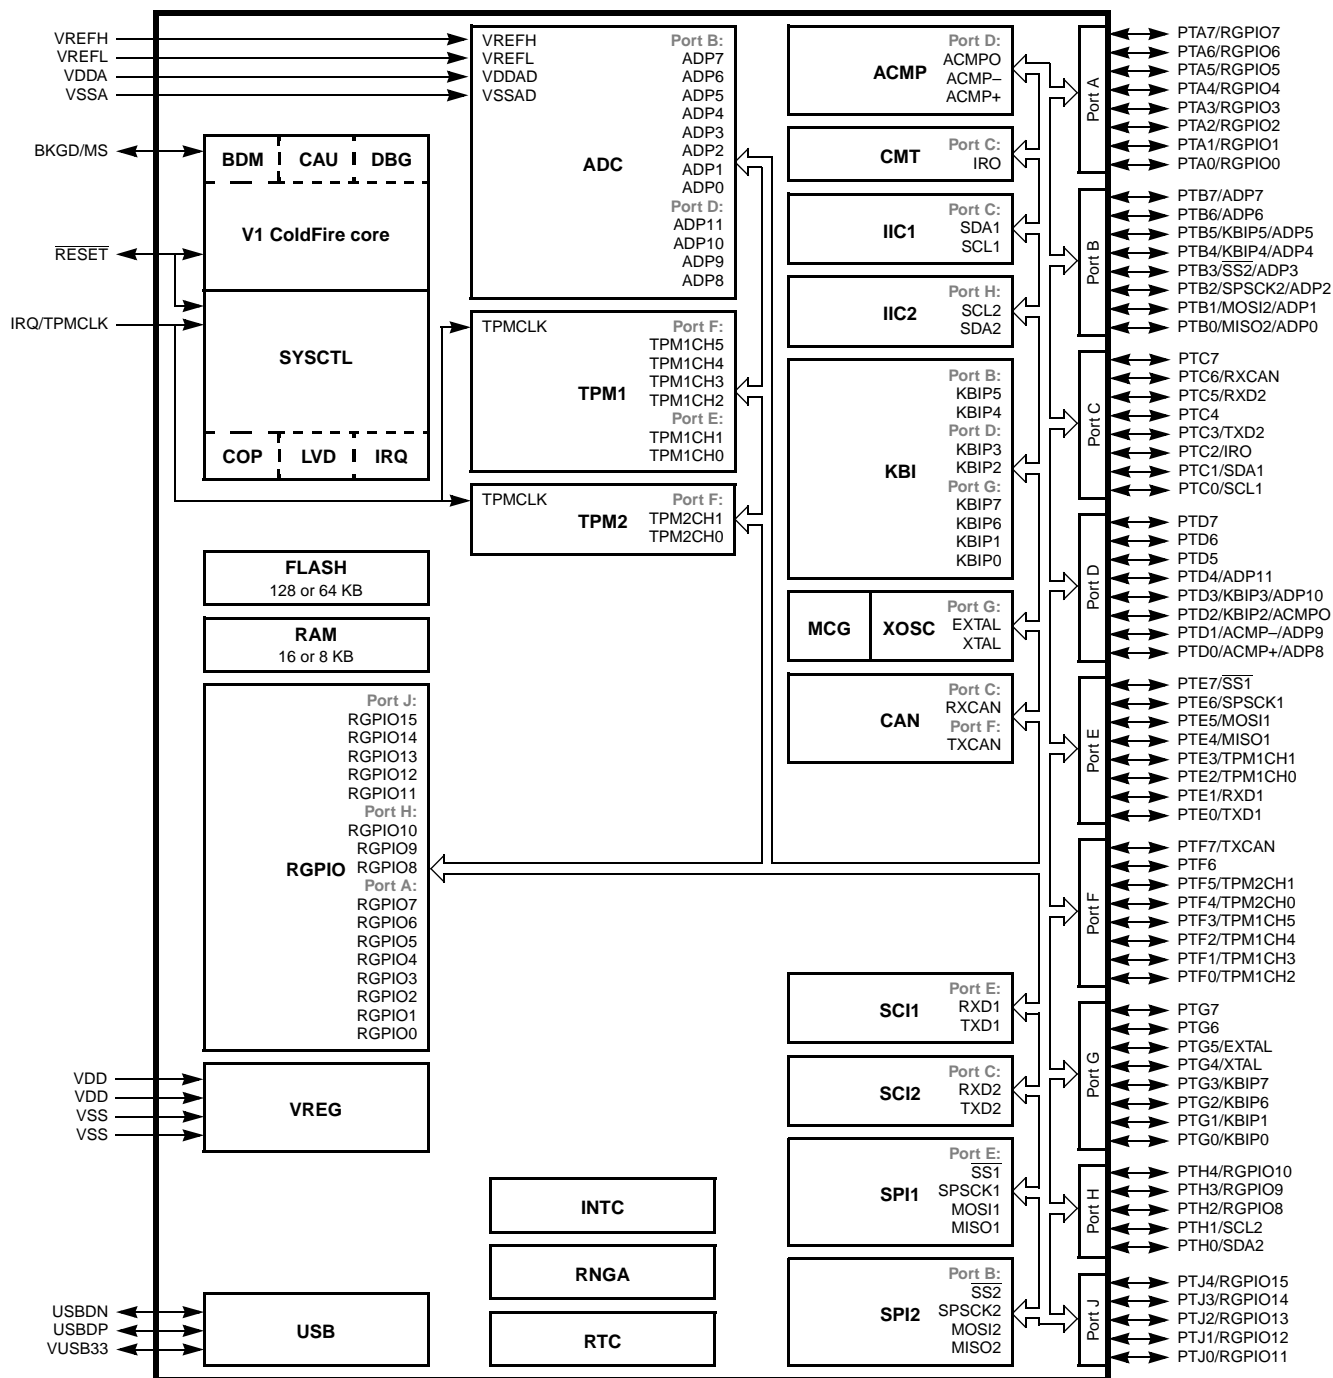 VREFH
VREFL
VDDA
VSSA
BKGD/MS
RESET
IRQ/TPMCLK
BDM
CAU
DBG
V1 ColdFire core
SYSCTL
COP
LVD
IRQ
FLASH
128 or 64 KB
RAM
16 or 8 KB
RGPIO
Port J:
RGPIO15
RGPIO14
RGPIO13
RGPIO12
RGPIO11
Port H:
RGPIO10
RGPIO9
RGPIO8
Port A:
RGPIO7
RGPIO6
RGPIO5
RGPIO4
RGPIO3
RGPIO2
RGPIO1
RGPIO0
VDD
VDD
VSS
VSS
VREG
USBDN
USBDP
VUSB33
USB
VREFH
VREFL
VDDAD
VSSAD
ADC
Port B:
ADP7
ADP6
ADP5
ADP4
ADP3
ADP2
ADP1
ADP0
Port D:
ADP11
ADP10
ADP9
ADP8
TPMCLK
TPM1
Port F:
TPM1CH5
TPM1CH4
TPM1CH3
TPM1CH2
Port E:
TPM1CH1
TPM1CH0
TPMCLK
TPM2
Port F:
TPM2CH1
TPM2CH0
INTC
RNGA
RTC
ACMP
Port D:
ACMPO
ACMP–
ACMP+
CMT
Port C:
IRO
IIC1
Port C:
SDA1
SCL1
IIC2
Port H:
SCL2
SDA2
KBI
Port B:
KBIP5
KBIP4
Port D:
KBIP3
KBIP2
Port G:
KBIP7
KBIP6
KBIP1
KBIP0
MCG
XOSC
Port G:
EXTAL
XTAL
CAN
Port C:
RXCAN
Port F:
TXCAN
SCI1
Port E:
RXD1
TXD1
SCI2
Port C:
RXD2
TXD2
SPI1
Port E:
SS1
SPSCK1
MOSI1
MISO1
SPI2
Port B:
SS2
SPSCK2
MOSI2
MISO2
Port A
PTA7/RGPIO7
PTA6/RGPIO6
PTA5/RGPIO5
PTA4/RGPIO4
PTA3/RGPIO3
PTA2/RGPIO2
PTA1/RGPIO1
PTA0/RGPIO0
Port B
PTB7/ADP7
PTB6/ADP6
PTB5/KBIP5/ADP5
PTB4/KBIP4/ADP4
PTB3/SS2/ADP3
PTB2/SPSCK2/ADP2
PTB1/MOSI2/ADP1
PTB0/MISO2/ADP0
Port C
PTC7
PTC6/RXCAN
PTC5/RXD2
PTC4
PTC3/TXD2
PTC2/IRO
PTC1/SDA1
PTC0/SCL1
Port D
PTD7
PTD6
PTD5
PTD4/ADP11
PTD3/KBIP3/ADP10
PTD2/KBIP2/ACMPO
PTD1/ACMP–/ADP9
PTD0/ACMP+/ADP8
Port E
PTE7/SS1
PTE6/SPSCK1
PTE5/MOSI1
PTE4/MISO1
PTE3/TPM1CH1
PTE2/TPM1CH0
PTE1/RXD1
PTE0/TXD1
Port F
PTF7/TXCAN
PTF6
PTF5/TPM2CH1
PTF4/TPM2CH0
PTF3/TPM1CH5
PTF2/TPM1CH4
PTF1/TPM1CH3
PTF0/TPM1CH2
Port G
PTG7
PTG6
PTG5/EXTAL
PTG4/XTAL
PTG3/KBIP7
PTG2/KBIP6
PTG1/KBIP1
PTG0/KBIP0
Port H
PTH4/RGPIO10
PTH3/RGPIO9
PTH2/RGPIO8
PTH1/SCL2
PTH0/SDA2
Port J
PTJ4/RGPIO15
PTJ3/RGPIO14
PTJ2/RGPIO13
PTJ1/RGPIO12
PTJ0/RGPIO11